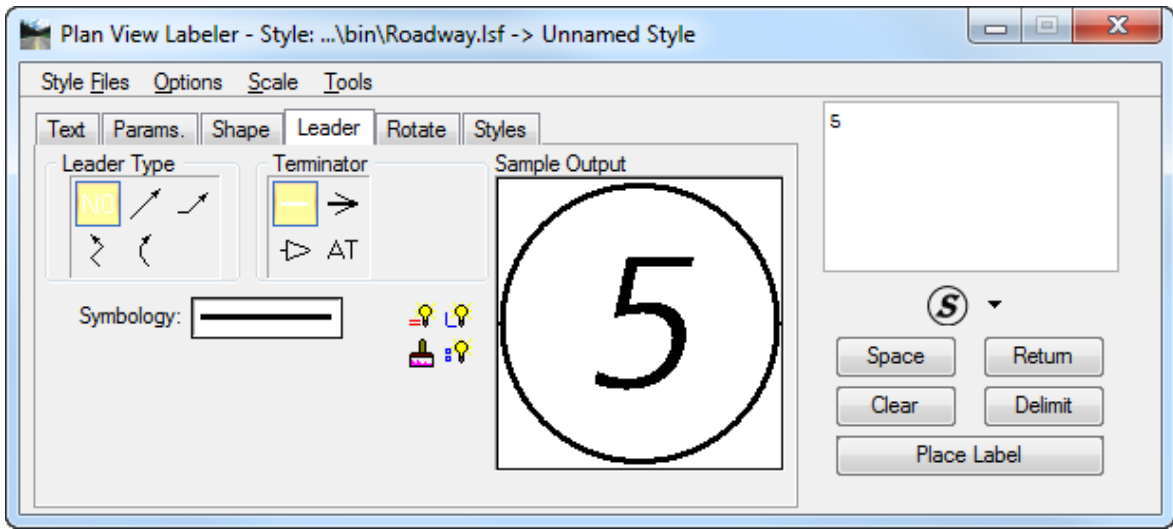 Plan View Labeler - Style: ...\bin\Roadway.lsf -> Unnamed Style
X
Style Files Options Scale Tools
Text Params. Shape Leader Rotate Styles
Leader Type
Terminator
Sample Output
5
NO
AT
5
Symbology:
S
Space
Return
Clear
Delimit
Place Label